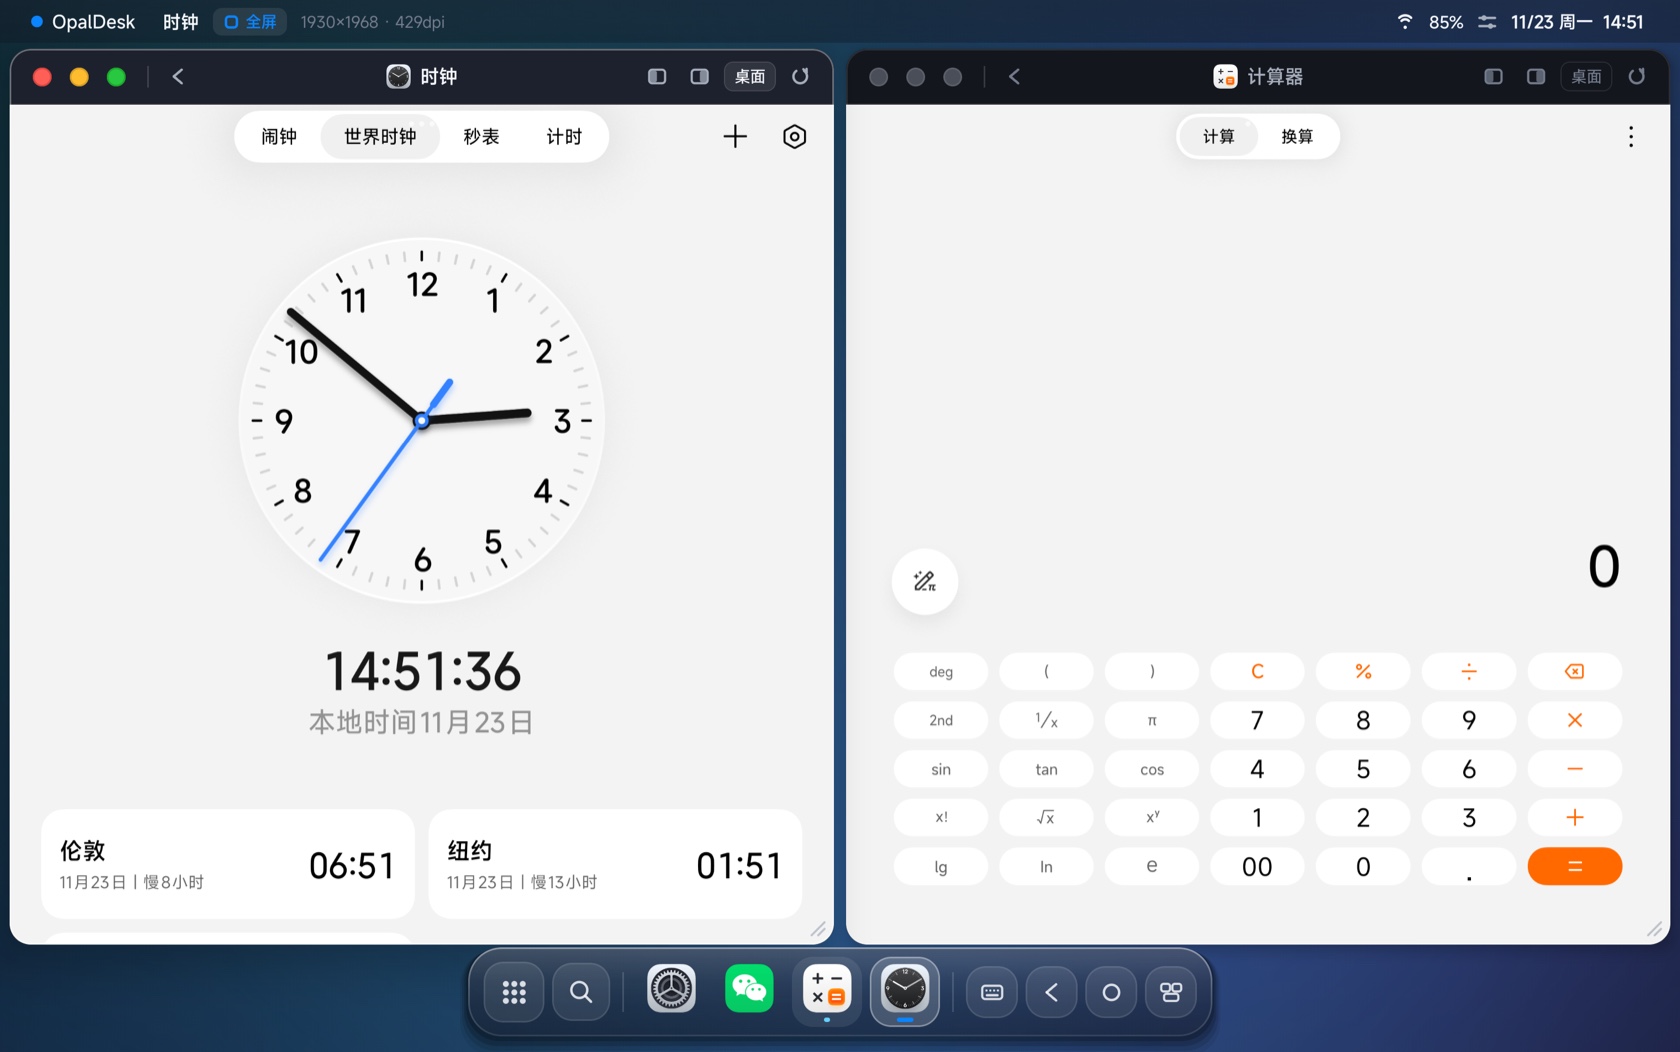 OpalDesk 时钟 全屏 1930×1968 · 429dpi 85% 11/23 周一 14:51
时钟 桌面
闹钟 世界时钟 秒表 计时
12
1
2
3
4
5
6
7
8
9
10
11
14:51:36
本地时间11月23日
伦敦
11月23日 | 慢8小时
06:51
纽约
11月23日 | 慢13小时
01:51
计算器 桌面
计算 换算
0
deg ( ) C % ÷
2nd 1/x π 7 8 9 ×
sin tan cos 4 5 6 −
x! √x xʸ 1 2 3 +
lg ln e 00 0 . =